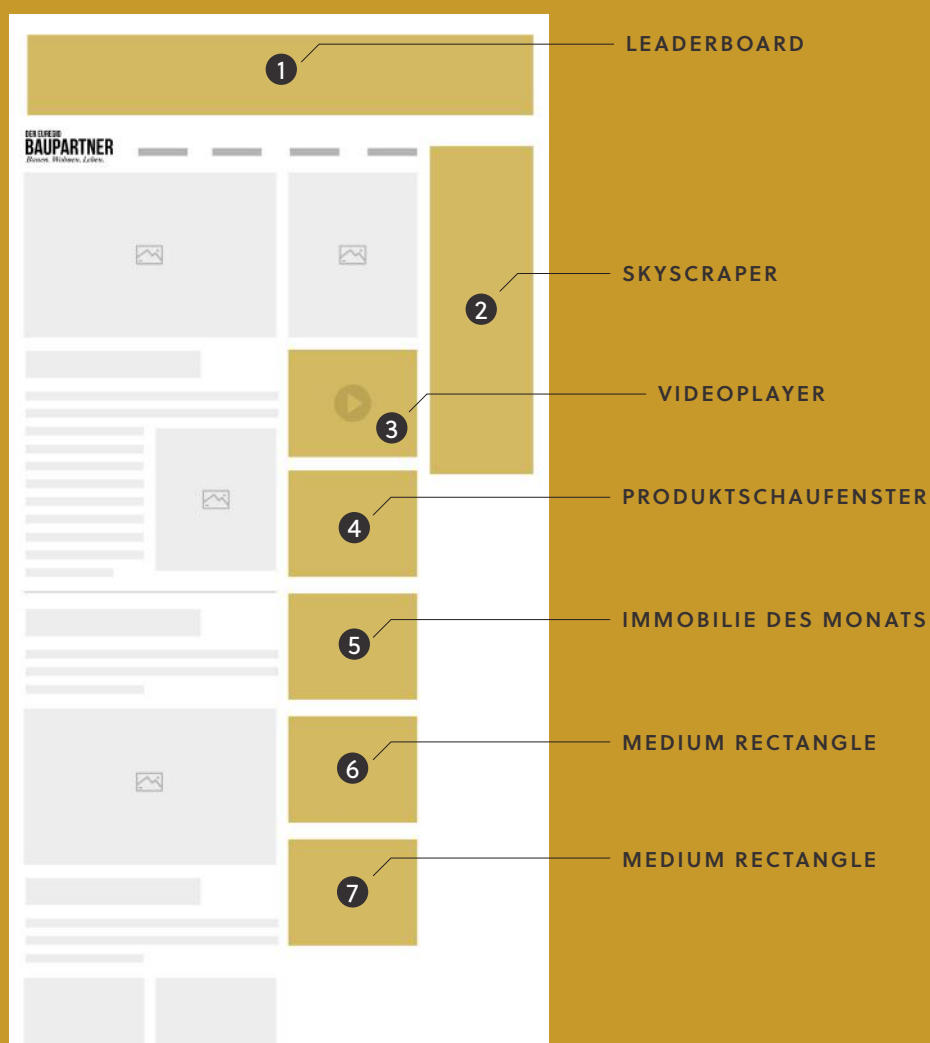 1
LEADERBOARD
DER EUREGIO
BAUPARTNER
Bauen. Wohnen. Leben.
2
SKYSCRAPER
3
VIDEOPLAYER
4
PRODUKTSCHAUFENSTER
5
IMMOBILIE DES MONATS
6
MEDIUM RECTANGLE
7
MEDIUM RECTANGLE